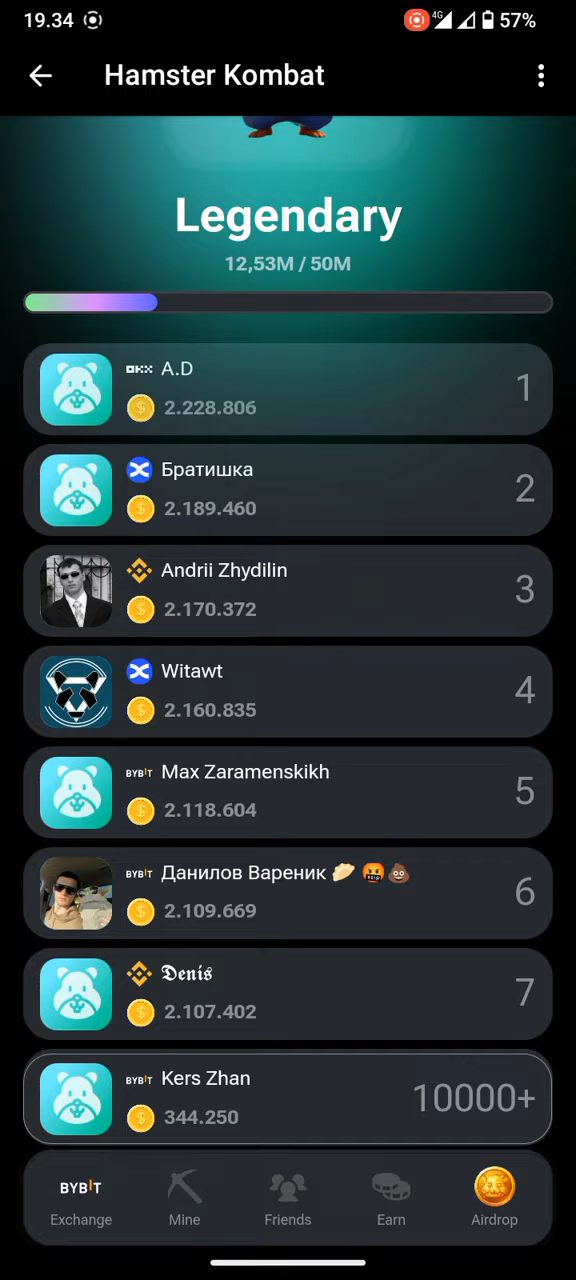 19.34
4G
57%
Hamster Kombat
Legendary
12,53M / 50M
OKX A.D
2.228.806
1
Братишка
2.189.460
2
Andrii Zhydilin
2.170.372
3
Witawt
2.160.835
4
BYBIT Max Zaramenskikh
2.118.604
5
BYBIT Данилов Вареник 🥟 🤬💩
2.109.669
6
𝕯𝖊𝖓𝖎𝖘
2.107.402
7
BYBIT Kers Zhan
344.250
10000+
BYBIT
Exchange
Mine
Friends
Earn
Airdrop